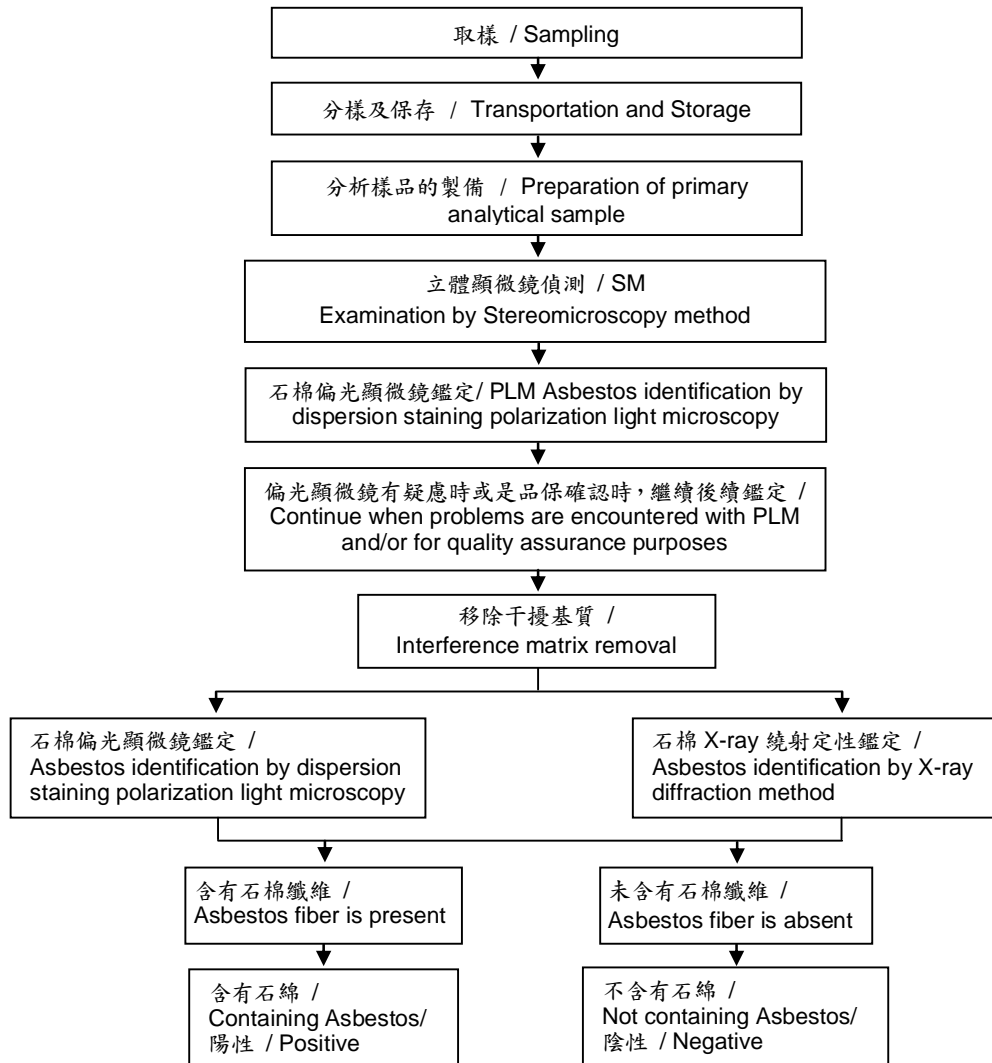 取樣 / Sampling
分樣及保存 / Transportation and Storage
分析樣品的製備 / Preparation of primary
analytical sample
立體顯微鏡偵測 / SM
Examination by Stereomicroscopy method
石棉偏光顯微鏡鑑定/ PLM Asbestos identification by
dispersion staining polarization light microscopy
偏光顯微鏡有疑慮時或是品保確認時，繼續後續鑑定 /
Continue when problems are encountered with PLM
and/or for quality assurance purposes
移除干擾基質 /
Interference matrix removal
石棉偏光顯微鏡鑑定 /
Asbestos identification by dispersion
staining polarization light microscopy
石棉 X-ray 繞射定性鑑定 /
Asbestos identification by X-ray
diffraction method
含有石棉纖維 /
Asbestos fiber is present
未含有石棉纖維 /
Asbestos fiber is absent
含有石綿 /
Containing Asbestos/
陽性 / Positive
不含有石綿 /
Not containing Asbestos/
陰性 / Negative